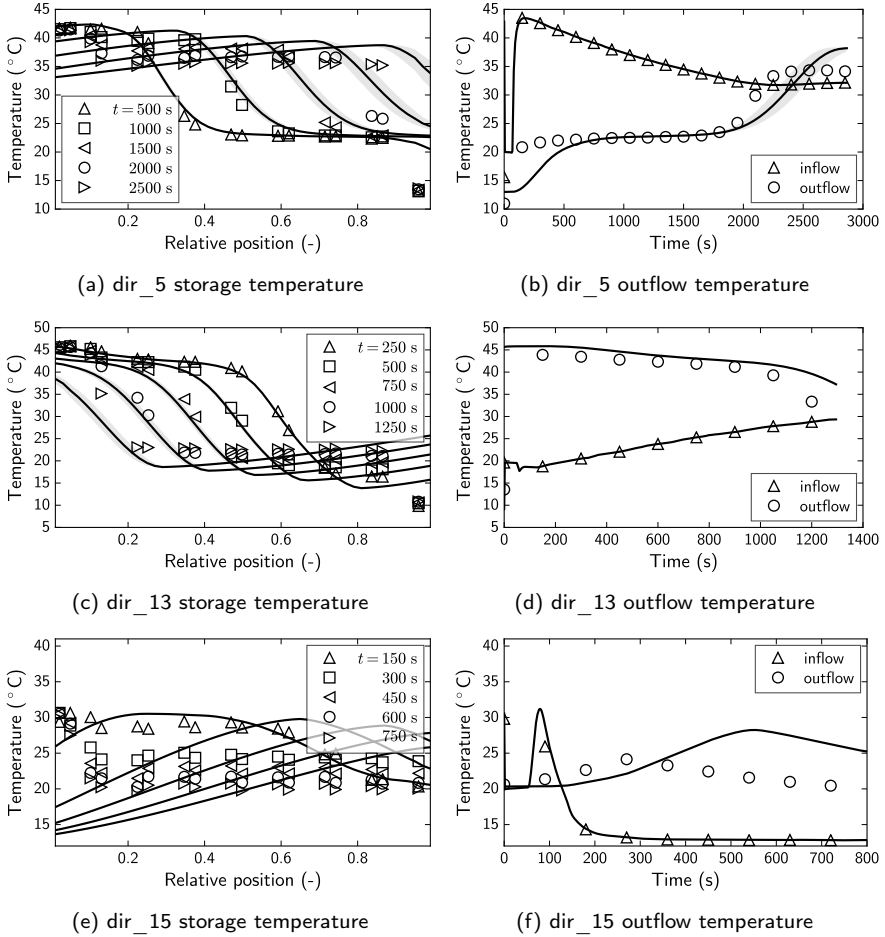 Temperature (°C)
45
40
35
30
25
20
15
10
t = 500 s
1000 s
1500 s
2000 s
2500 s
0.2
0.4
0.6
0.8
Relative position (-)
(a) dir_5 storage temperature
Temperature (°C)
45
40
35
30
25
20
15
10
inflow
outflow
0
500
1000
1500
2000
2500
3000
Time (s)
(b) dir_5 outflow temperature
Temperature (°C)
50
45
40
35
30
25
20
15
10
5
t = 250 s
500 s
750 s
1000 s
1250 s
0.2
0.4
0.6
0.8
Relative position (-)
(c) dir_13 storage temperature
Temperature (°C)
50
45
40
35
30
25
20
15
10
5
inflow
outflow
0
200
400
600
800
1000
1200
1400
Time (s)
(d) dir_13 outflow temperature
Temperature (°C)
40
35
30
25
20
15
t = 150 s
300 s
450 s
600 s
750 s
0.2
0.4
0.6
0.8
Relative position (-)
(e) dir_15 storage temperature
Temperature (°C)
40
35
30
25
20
15
inflow
outflow
0
100
200
300
400
500
600
700
800
Time (s)
(f) dir_15 outflow temperature